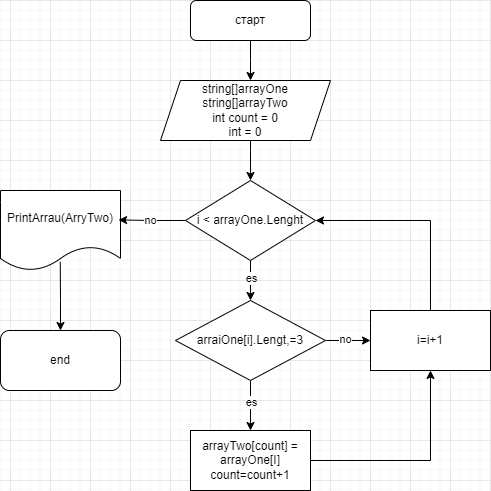 старт
string[]arrayOne
string[]arrayTwo
int count = 0
int = 0
i < arrayOne.Lenght
no
PrintArrau(ArryTwo)
es
end
arraiOne[i].Lengt,=3
no
i=i+1
es
arrayTwo[count] =
arrayOne[I]
count=count+1